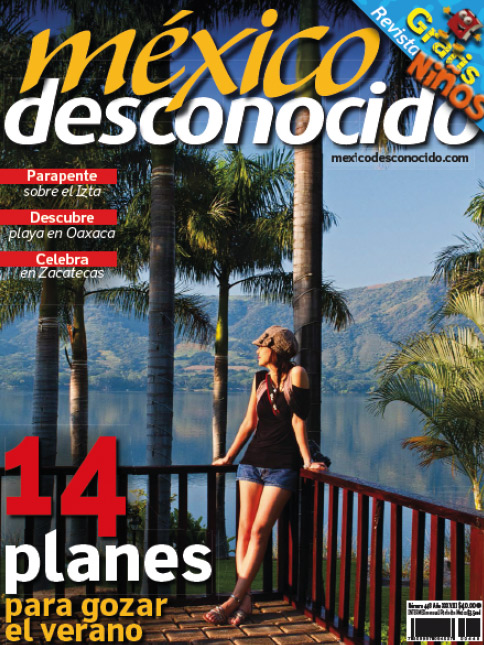 méxico
desconocido
Revista
Gratis
Niños
mexicodesconocido.com
Parapente
sobre el Izta
Descubre
playa en Oaxaca
Celebra
en Zacatecas
14
planes
para gozar
el verano